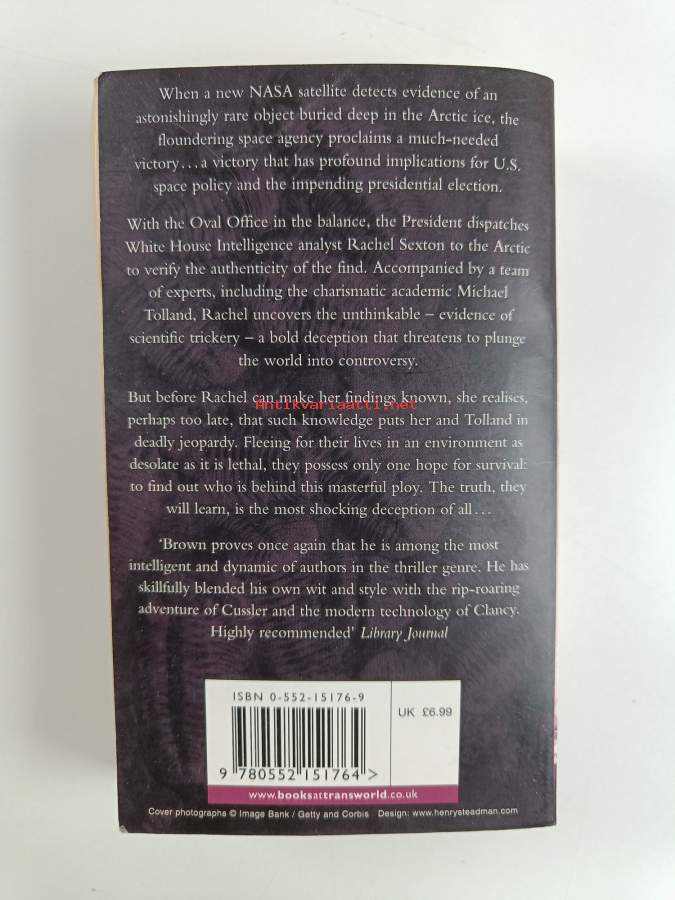 When a new NASA satellite detects evidence of an
astonishingly rare object buried deep in the Arctic ice, the
floundering space agency proclaims a much-needed
victory...a victory that has profound implications for U.S.
space policy and the impending presidential election.
With the Oval Office in the balance, the President dispatches
White House Intelligence analyst Rachel Sexton to the Arctic
to verify the authenticity of the find. Accompanied by a team
of experts, including the charismatic academic Michael
Tolland, Rachel uncovers the unthinkable – evidence of
scientific trickery – a bold deception that threatens to plunge
the world into controversy.
But before Rachel can make her findings known, she realises,
Antikvariaatti.net
perhaps too late, that such knowledge puts her and Tolland in
deadly jeopardy. Fleeing for their lives in an environment as
desolate as it is lethal, they possess only one hope for survival:
to find out who is behind this masterful ploy. The truth, they
will learn, is the most shocking deception of all...
‘Brown proves once again that he is among the most
intelligent and dynamic of authors in the thriller genre. He has
skillfully blended his own wit and style with the rip-roaring
adventure of Cussler and the modern technology of Clancy.
Highly recommended’ Library Journal
ISBN 0-552-15176-9
UK £6.99
9 780552 151764 >
www.booksattransworld.co.uk
Cover photographs © Image Bank / Getty and Corbis Design: www.henrysteadman.com